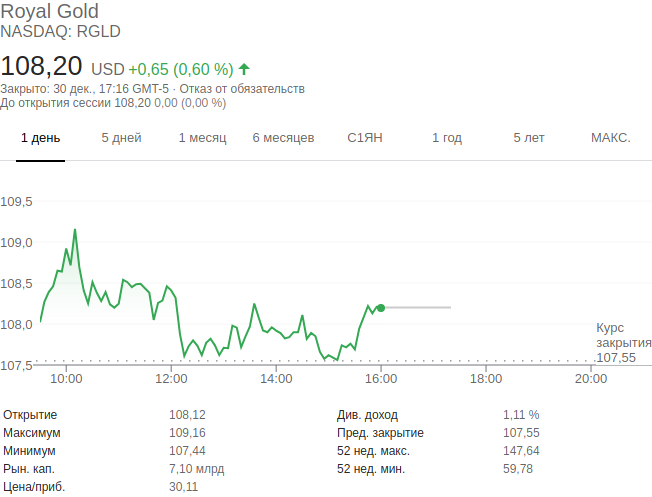 Royal Gold
NASDAQ: RGLD
108,20 USD +0,65 (0,60 %)
Закрыто: 30 дек., 17:16 GMT-5 · Отказ от обязательств
До открытия сессии 108,20 0,00 (0,00 %)
1 день 5 дней 1 месяц 6 месяцев С1ЯН 1 год 5 лет МАКС.
109,5
109,0
108,5
108,0
107,5
Курс
закрытия
107,55
10:00 12:00 14:00 16:00 18:00 20:00
Открытие 108,12 Див. доход 1,11 %
Максимум 109,16 Пред. закрытие 107,55
Минимум 107,44 52 нед. макс. 147,64
Рын. кап. 7,10 млрд 52 нед. мин. 59,78
Цена/приб. 30,11